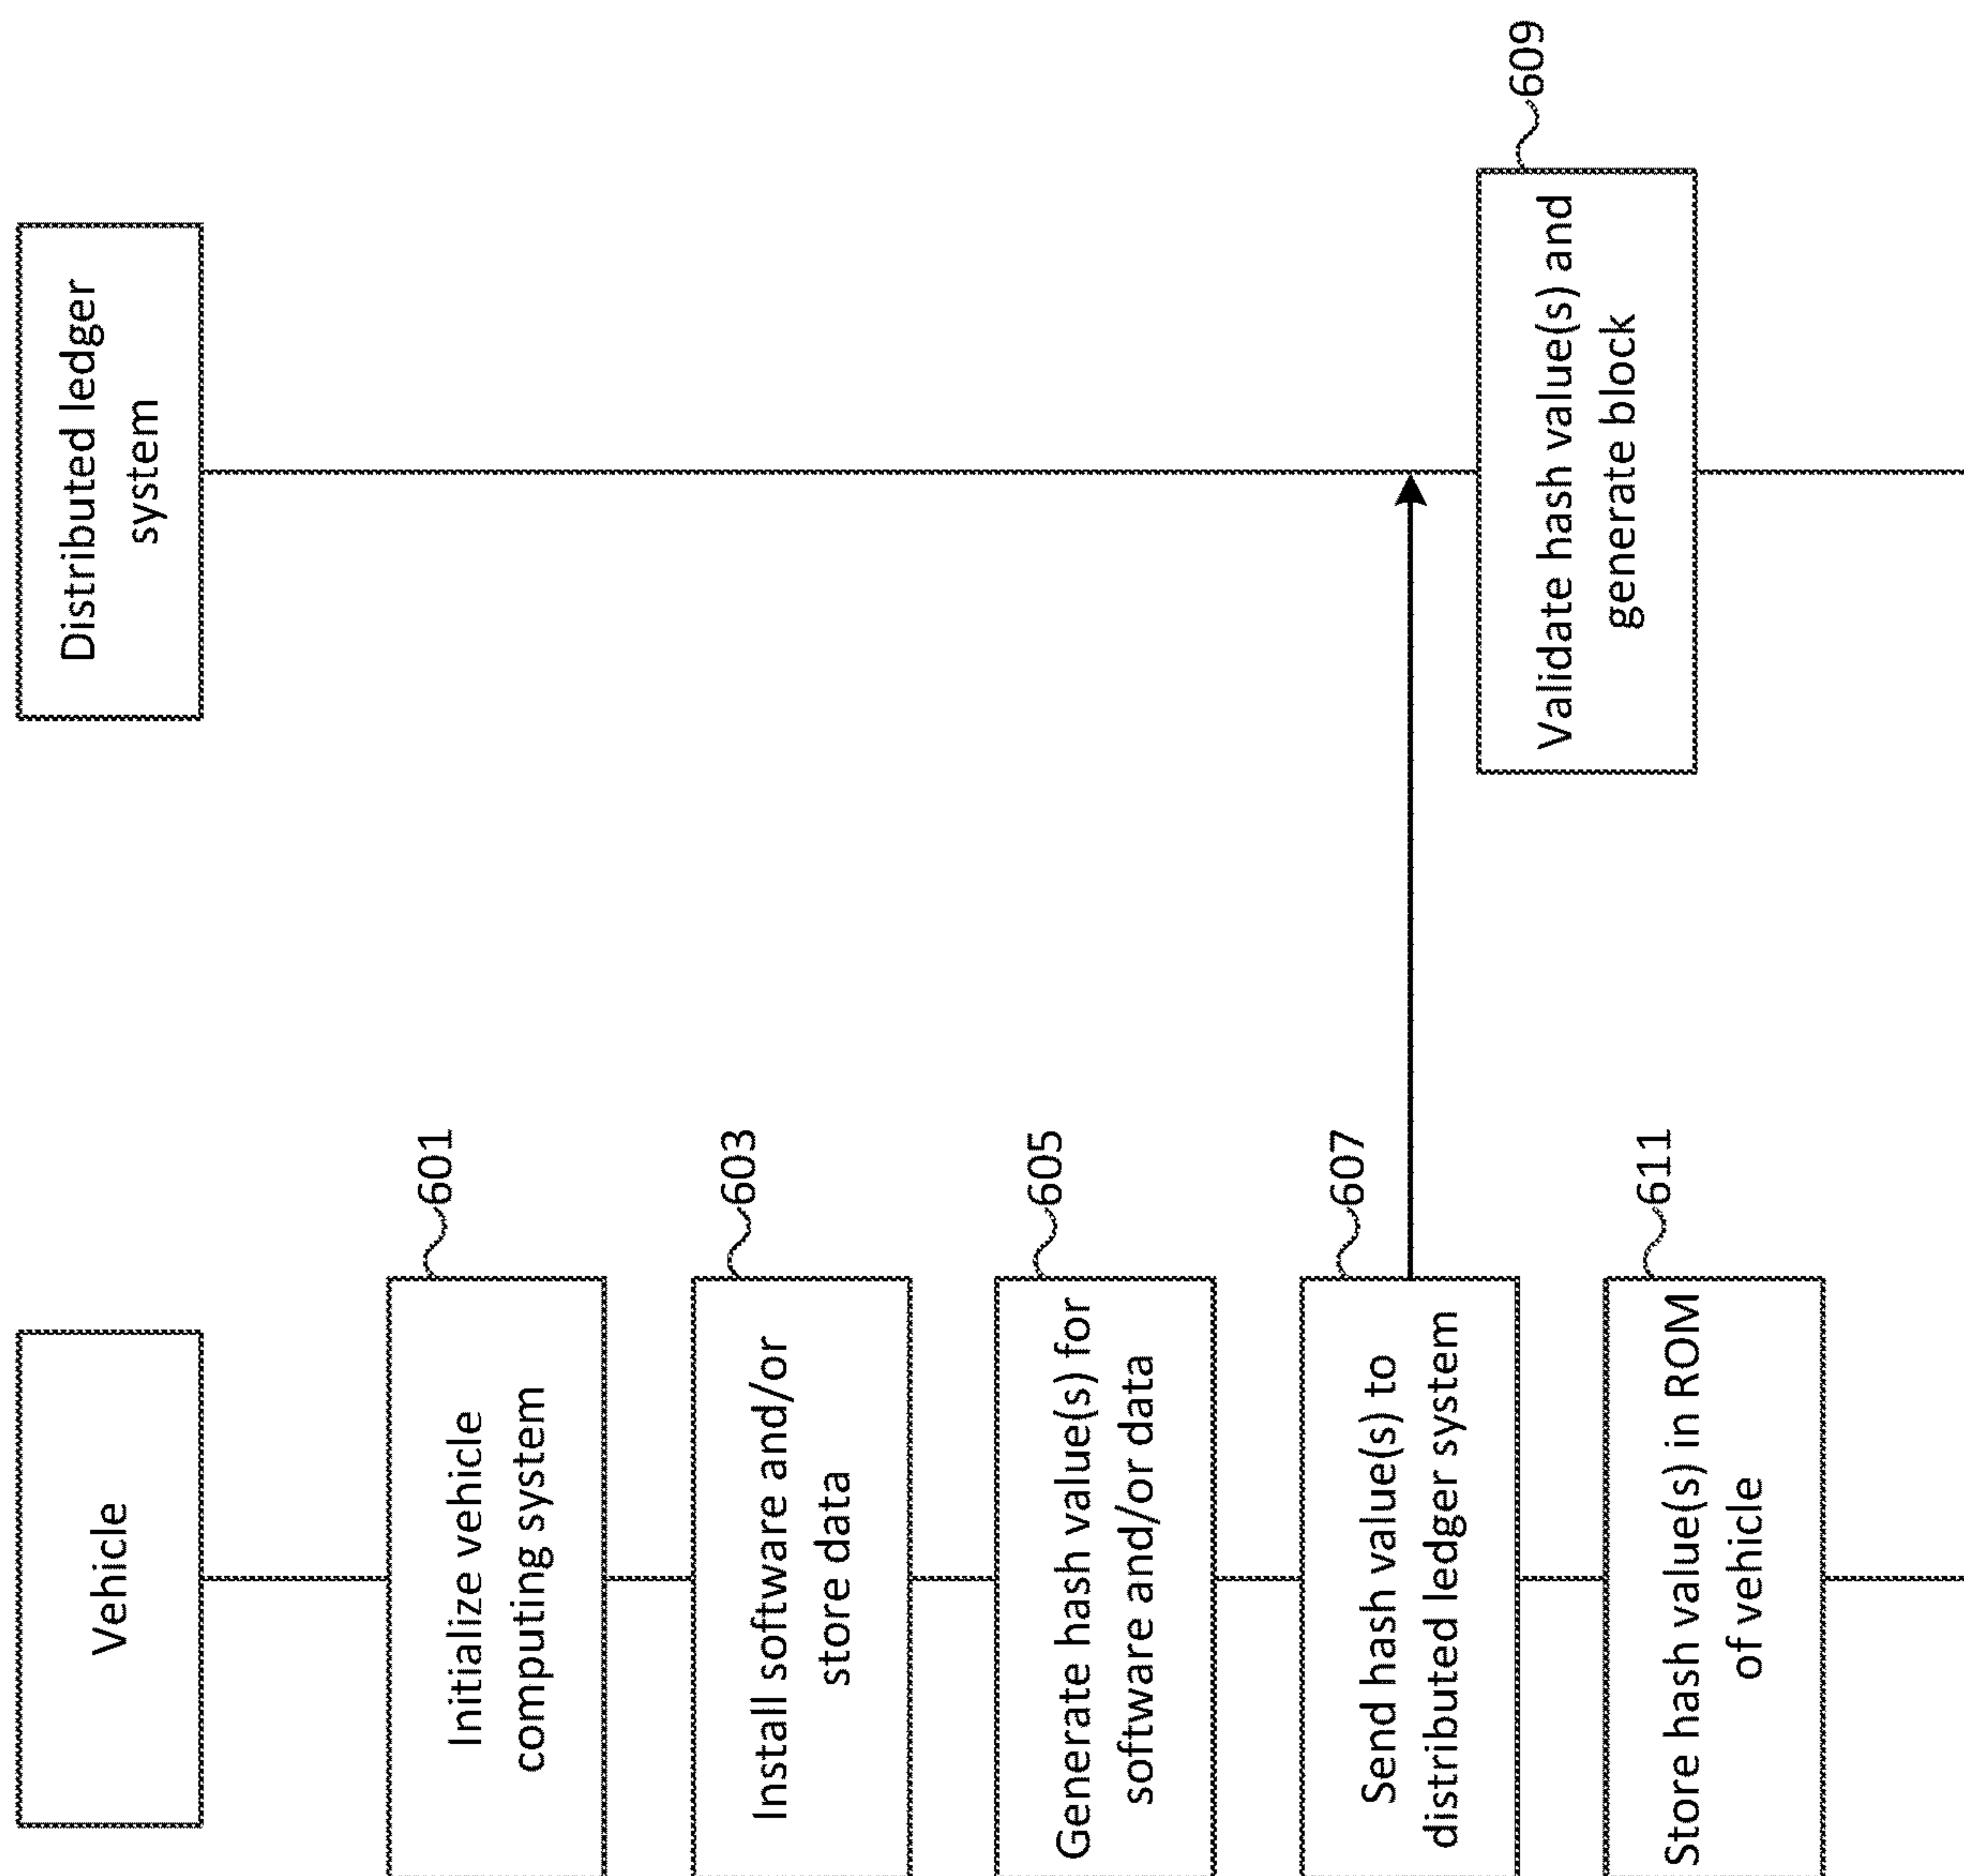 Vehicle
Distributed ledger
system
Initialize vehicle
computing system
601
Install software and/or
store data
603
Generate hash value(s) for
software and/or data
605
Send hash value(s) to
distributed ledger system
607
Validate hash value(s) and
generate block
609
Store hash value(s) in ROM
of vehicle
611